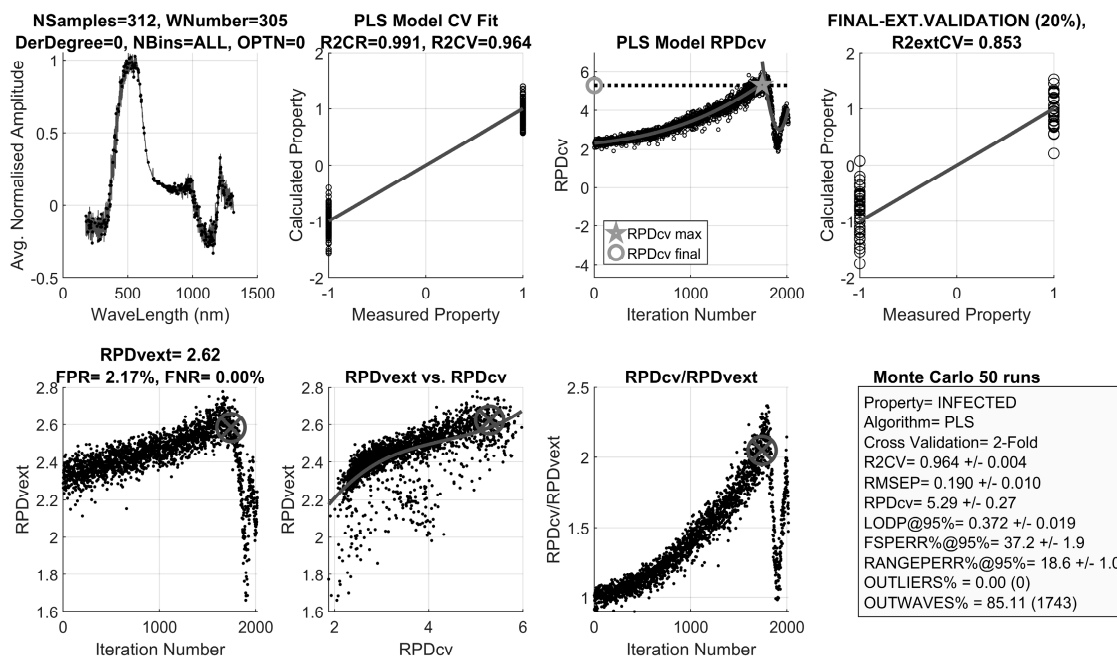 NSamples=312, WNumber=305
DerDegree=0, NBins=ALL, OPTN=0
1
0.5
0
-0.5
0
500
1000
1500
Avg. Normalised Amplitude
WaveLength (nm)
PLS Model CV Fit
R2CR=0.991, R2CV=0.964
2
1
0
-1
-2
-1
0
1
Calculated Property
Measured Property
PLS Model RPDcv
6
4
2
0
-2
-4
0
1000
2000
RPDcv
RPDcv max
RPDcv final
Iteration Number
FINAL-EXT.VALIDATION (20%),
R2extCV= 0.853
2
1
0
-1
-2
-1
0
1
Calculated Property
Measured Property
RPDvext= 2.62
FPR= 2.17%, FNR= 0.00%
2.8
2.6
2.4
2.2
2
1.8
1.6
0
1000
2000
RPDvext
Iteration Number
RPDvext vs. RPDcv
2.8
2.6
2.4
2.2
2
1.8
1.6
2
4
6
RPDvext
RPDcv
RPDcv/RPDvext
2.5
2
1.5
1
0
1000
2000
RPDcv/RPDvext
Iteration Number
Monte Carlo 50 runs
Property= INFECTED
Algorithm= PLS
Cross Validation= 2-Fold
R2CV= 0.964 +/- 0.004
RMSEP= 0.190 +/- 0.010
RPDcv= 5.29 +/- 0.27
LODP@95%= 0.372 +/- 0.019
FSPERR%@95%= 37.2 +/- 1.9
RANGEPERR%@95%= 18.6 +/- 1.0
OUTLIERS% = 0.00 (0)
OUTWAVES% = 85.11 (1743)